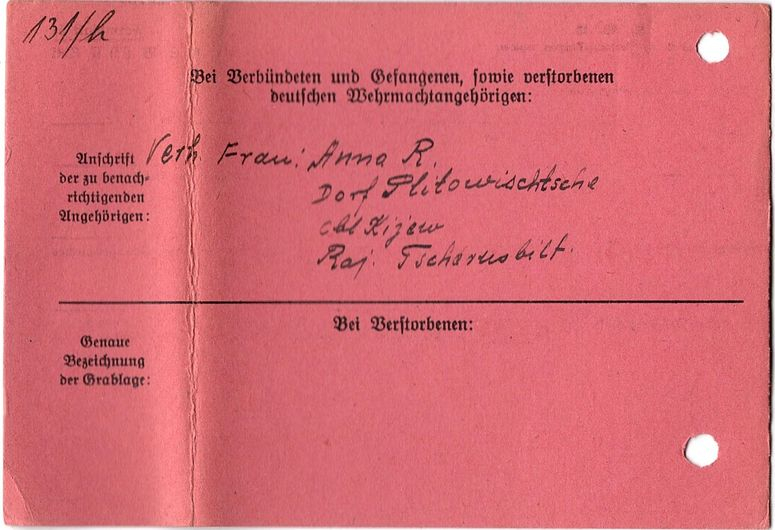 131/h
Bei Verbündeten und Gefangenen, sowie verstorbenen
deutschen Wehrmachtangehörigen:
Anschrift
der zu benach-
richtigenden
Angehörigen:
Verh. Frau: Anna R.
Dorf Plitowischtsche
obl Kijew
Raj. Tschernobilt.
Bei Verstorbenen:
Genaue
Bezeichnung
der Grablage: